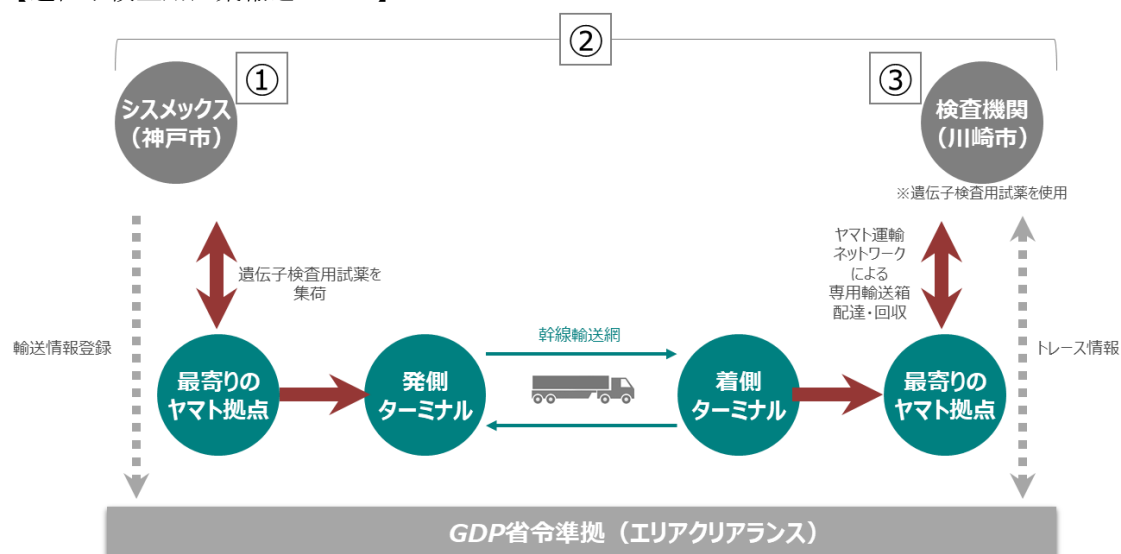 ②
①
③
シスメックス
（神戸市）
検査機関
（川崎市）
※遺伝子検査用試薬を使用
遺伝子検査用試薬を
集荷
ヤマト運輸
ネットワーク
による
専用輸送箱
配達・回収
輸送情報登録
幹線輸送網
トレース情報
最寄りの
ヤマト拠点
発側
ターミナル
着側
ターミナル
最寄りの
ヤマト拠点
GDP省令準拠（エリアクリアランス）